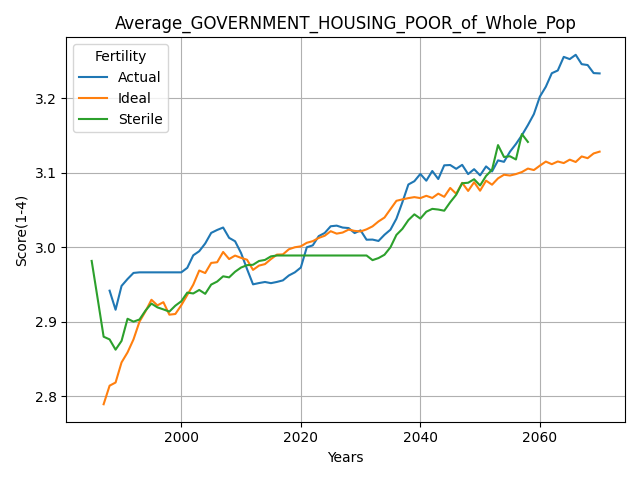 Average_GOVERNMENT_HOUSING_POOR_of_Whole_Pop
Fertility
Actual
Ideal
Sterile
Score(1-4)
3.2
3.1
3.0
2.9
2.8
2000
2020
2040
2060
Years